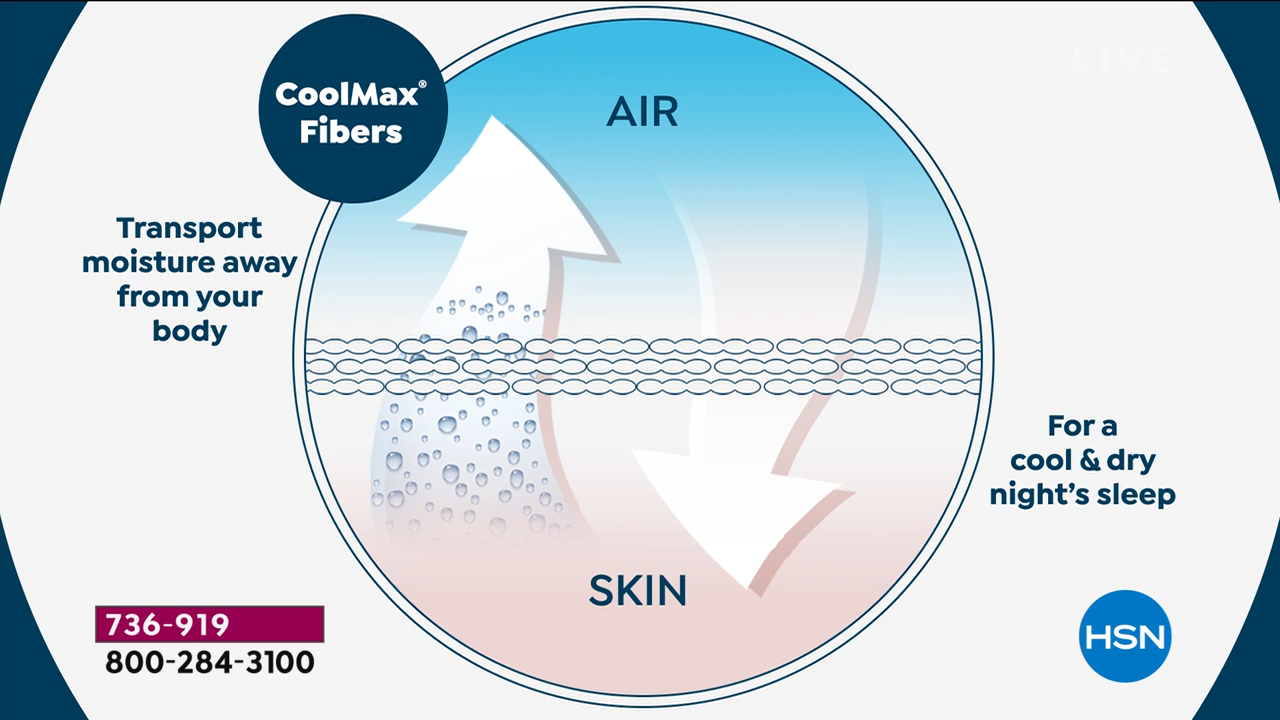 CoolMax®
Fibers
AIR
LIVE
Transport
moisture away
from your
body
For a
cool & dry
night's sleep
SKIN
736-919
800-284-3100
HSN